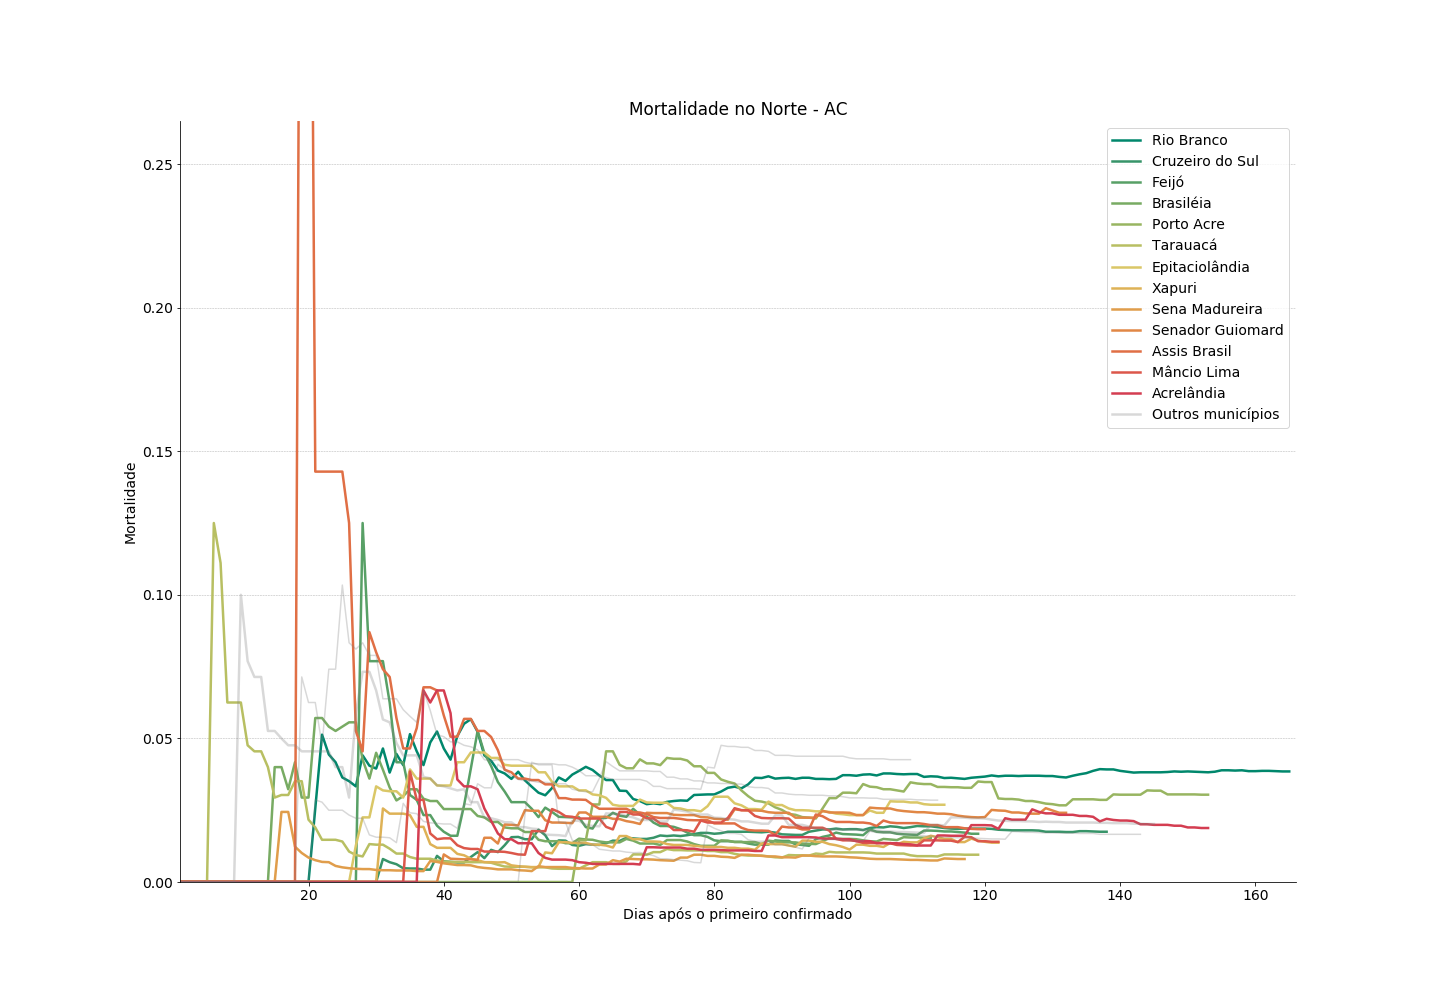 Mortalidade no Norte - AC
Rio Branco
Cruzeiro do Sul
Feijó
Brasiléia
Porto Acre
Tarauacá
Epitaciolândia
Xapuri
Sena Madureira
Senador Guiomard
Assis Brasil
Mâncio Lima
Acrelândia
Outros municípios
0.25
0.20
0.15
0.10
0.05
0.00
Mortalidade
20 40 60 80 100 120 140 160
Dias após o primeiro confirmado